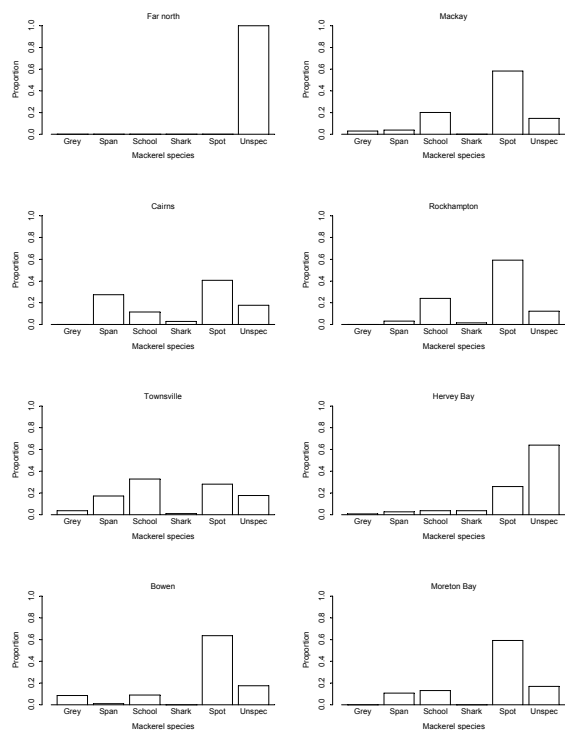 Far north
Proportion
0.0 0.2 0.4 0.6 0.8 1.0
Grey Span School Shark Spot Unspec
Mackerel species
Mackay
Proportion
0.0 0.2 0.4 0.6 0.8 1.0
Grey Span School Shark Spot Unspec
Mackerel species
Cairns
Proportion
0.0 0.2 0.4 0.6 0.8 1.0
Grey Span School Shark Spot Unspec
Mackerel species
Rockhampton
Proportion
0.0 0.2 0.4 0.6 0.8 1.0
Grey Span School Shark Spot Unspec
Mackerel species
Townsville
Proportion
0.0 0.2 0.4 0.6 0.8 1.0
Grey Span School Shark Spot Unspec
Mackerel species
Hervey Bay
Proportion
0.0 0.2 0.4 0.6 0.8 1.0
Grey Span School Shark Spot Unspec
Mackerel species
Bowen
Proportion
0.0 0.2 0.4 0.6 0.8 1.0
Grey Span School Shark Spot Unspec
Mackerel species
Moreton Bay
Proportion
0.0 0.2 0.4 0.6 0.8 1.0
Grey Span School Shark Spot Unspec
Mackerel species